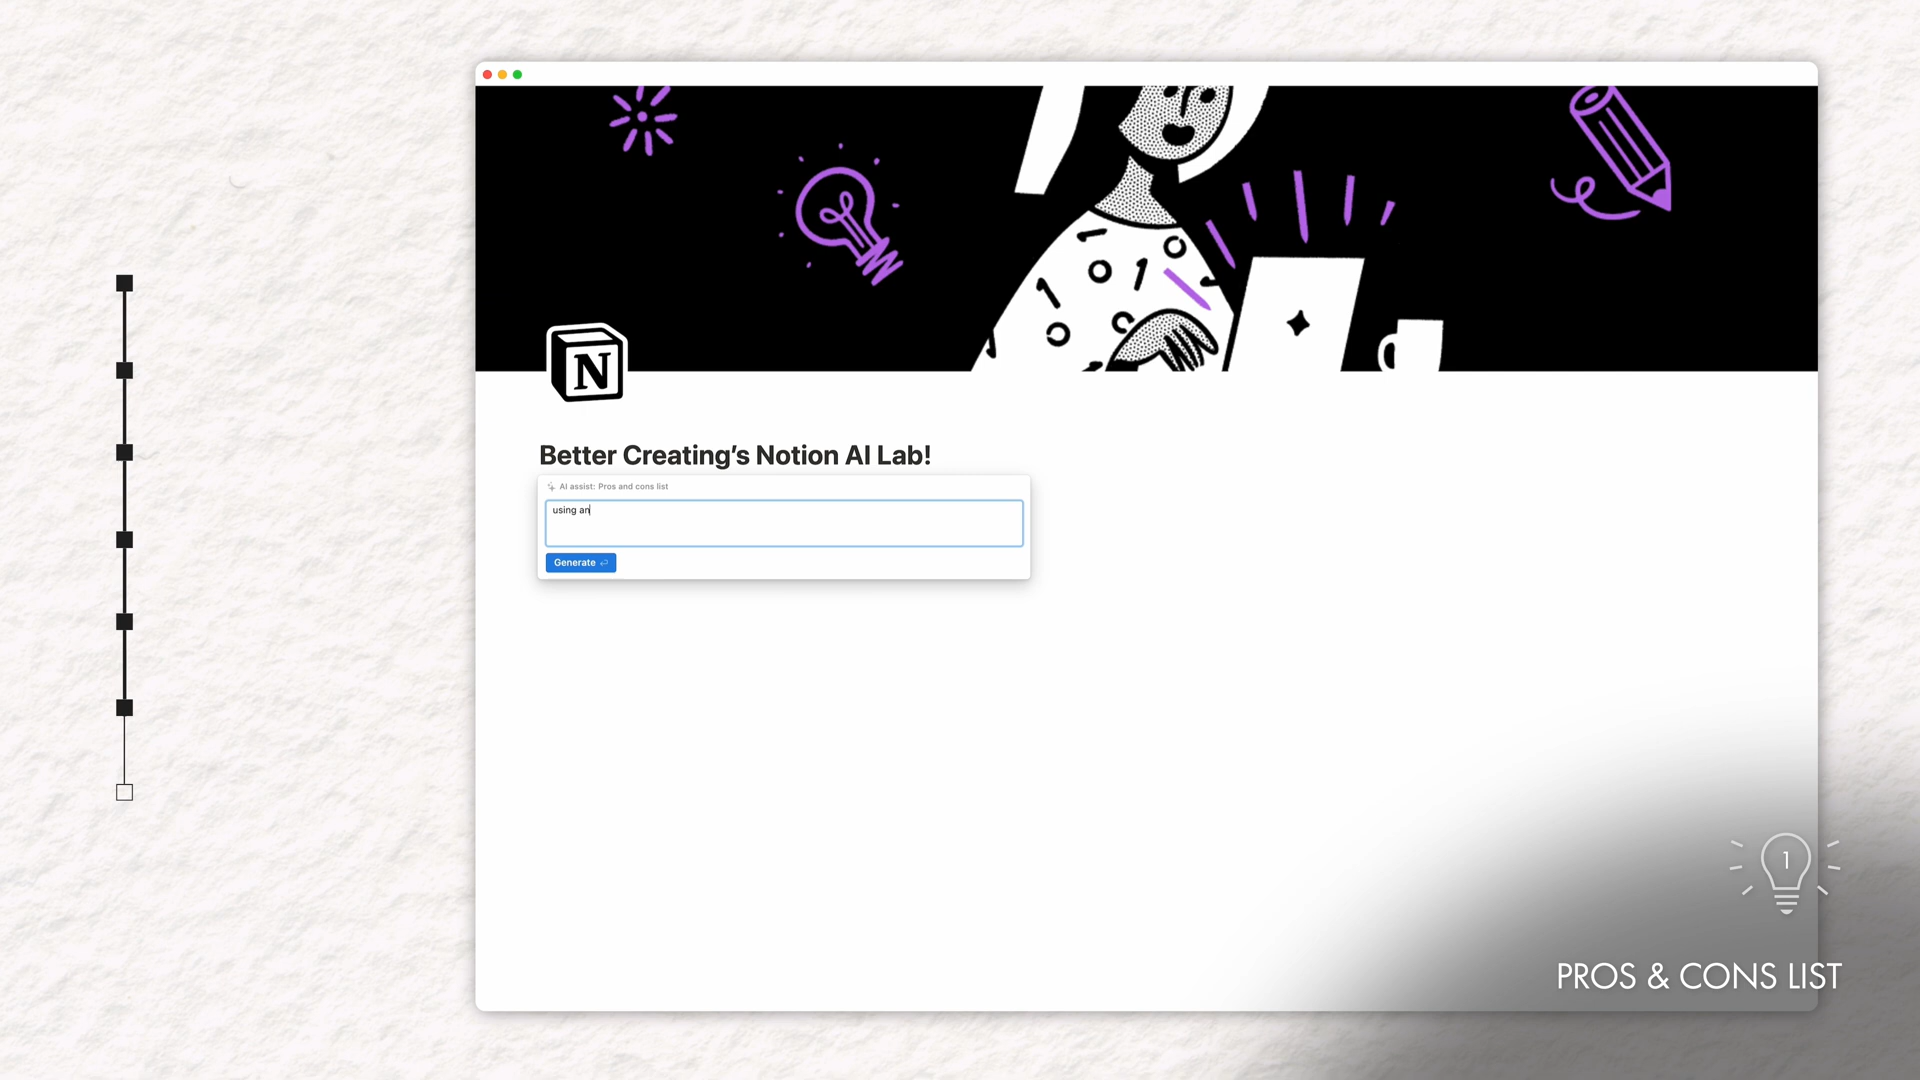 N
Better Creating’s Notion AI Lab!
AI assist: Pros and cons list
using an
Generate
1
PROS & CONS LIST